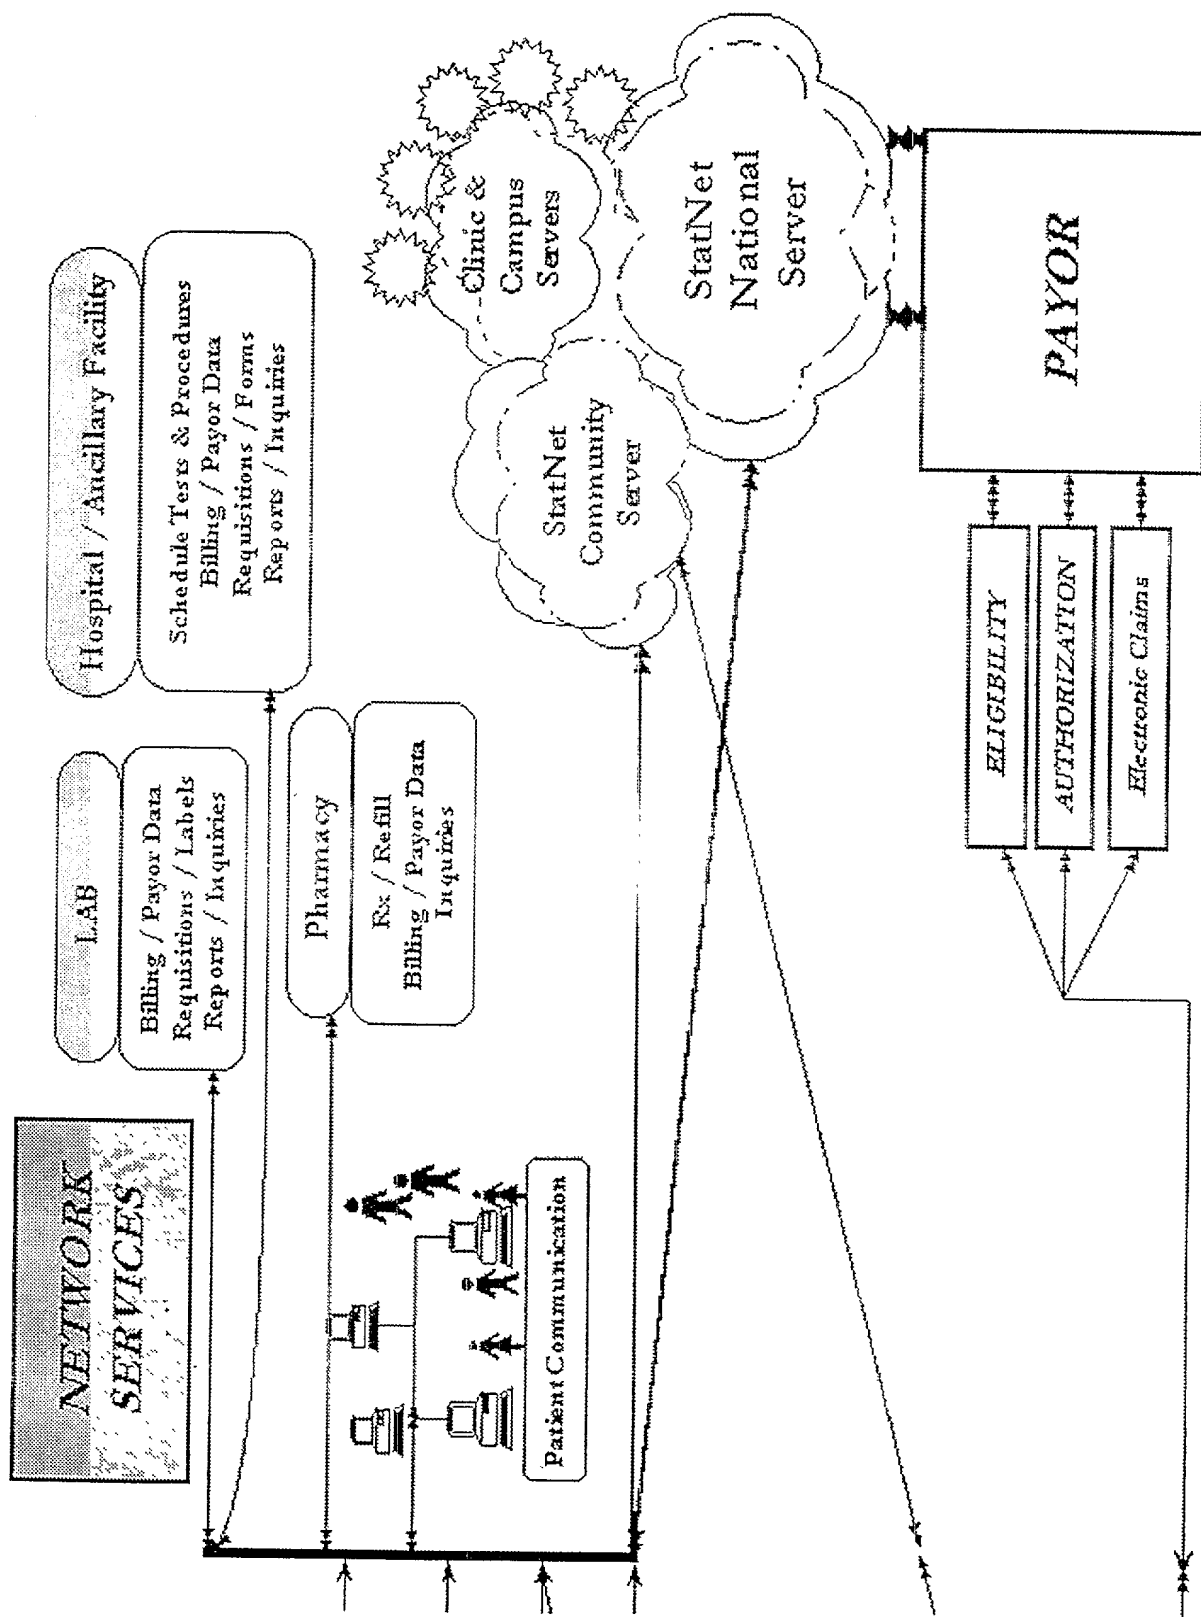 NETWORK
SERVICES
LAB
Billing / Payor Data
Requisitions / Labels
Reports / Inquiries
Hospital / Ancillary Facility
Schedule Tests & Procedures
Billing / Payor Data
Requisitions / Forms
Reports / Inquiries
Pharmacy
Rx / Refill
Billing / Payor Data
Inquiries
Patient Communication
Clinic &
Campus
Servers
StatNet
Community
Server
StatNet
National
Server
ELIGIBILITY
AUTHORIZATION
Electronic Claims
PAYOR